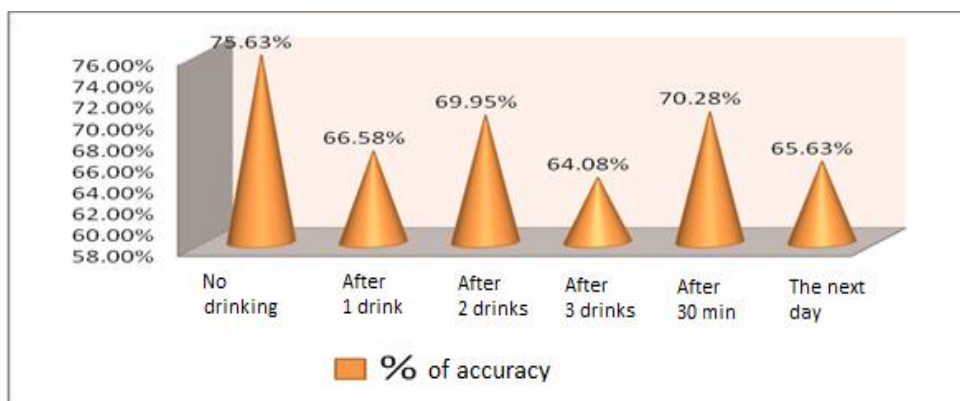 75.63%
76.00%
74.00%
72.00%
70.00%
68.00%
66.00%
64.00%
62.00%
60.00%
58.00%
66.58%
69.95%
64.08%
70.28%
65.63%
No drinking
After 1 drink
After 2 drinks
After 3 drinks
After 30 min
The next day
% of accuracy